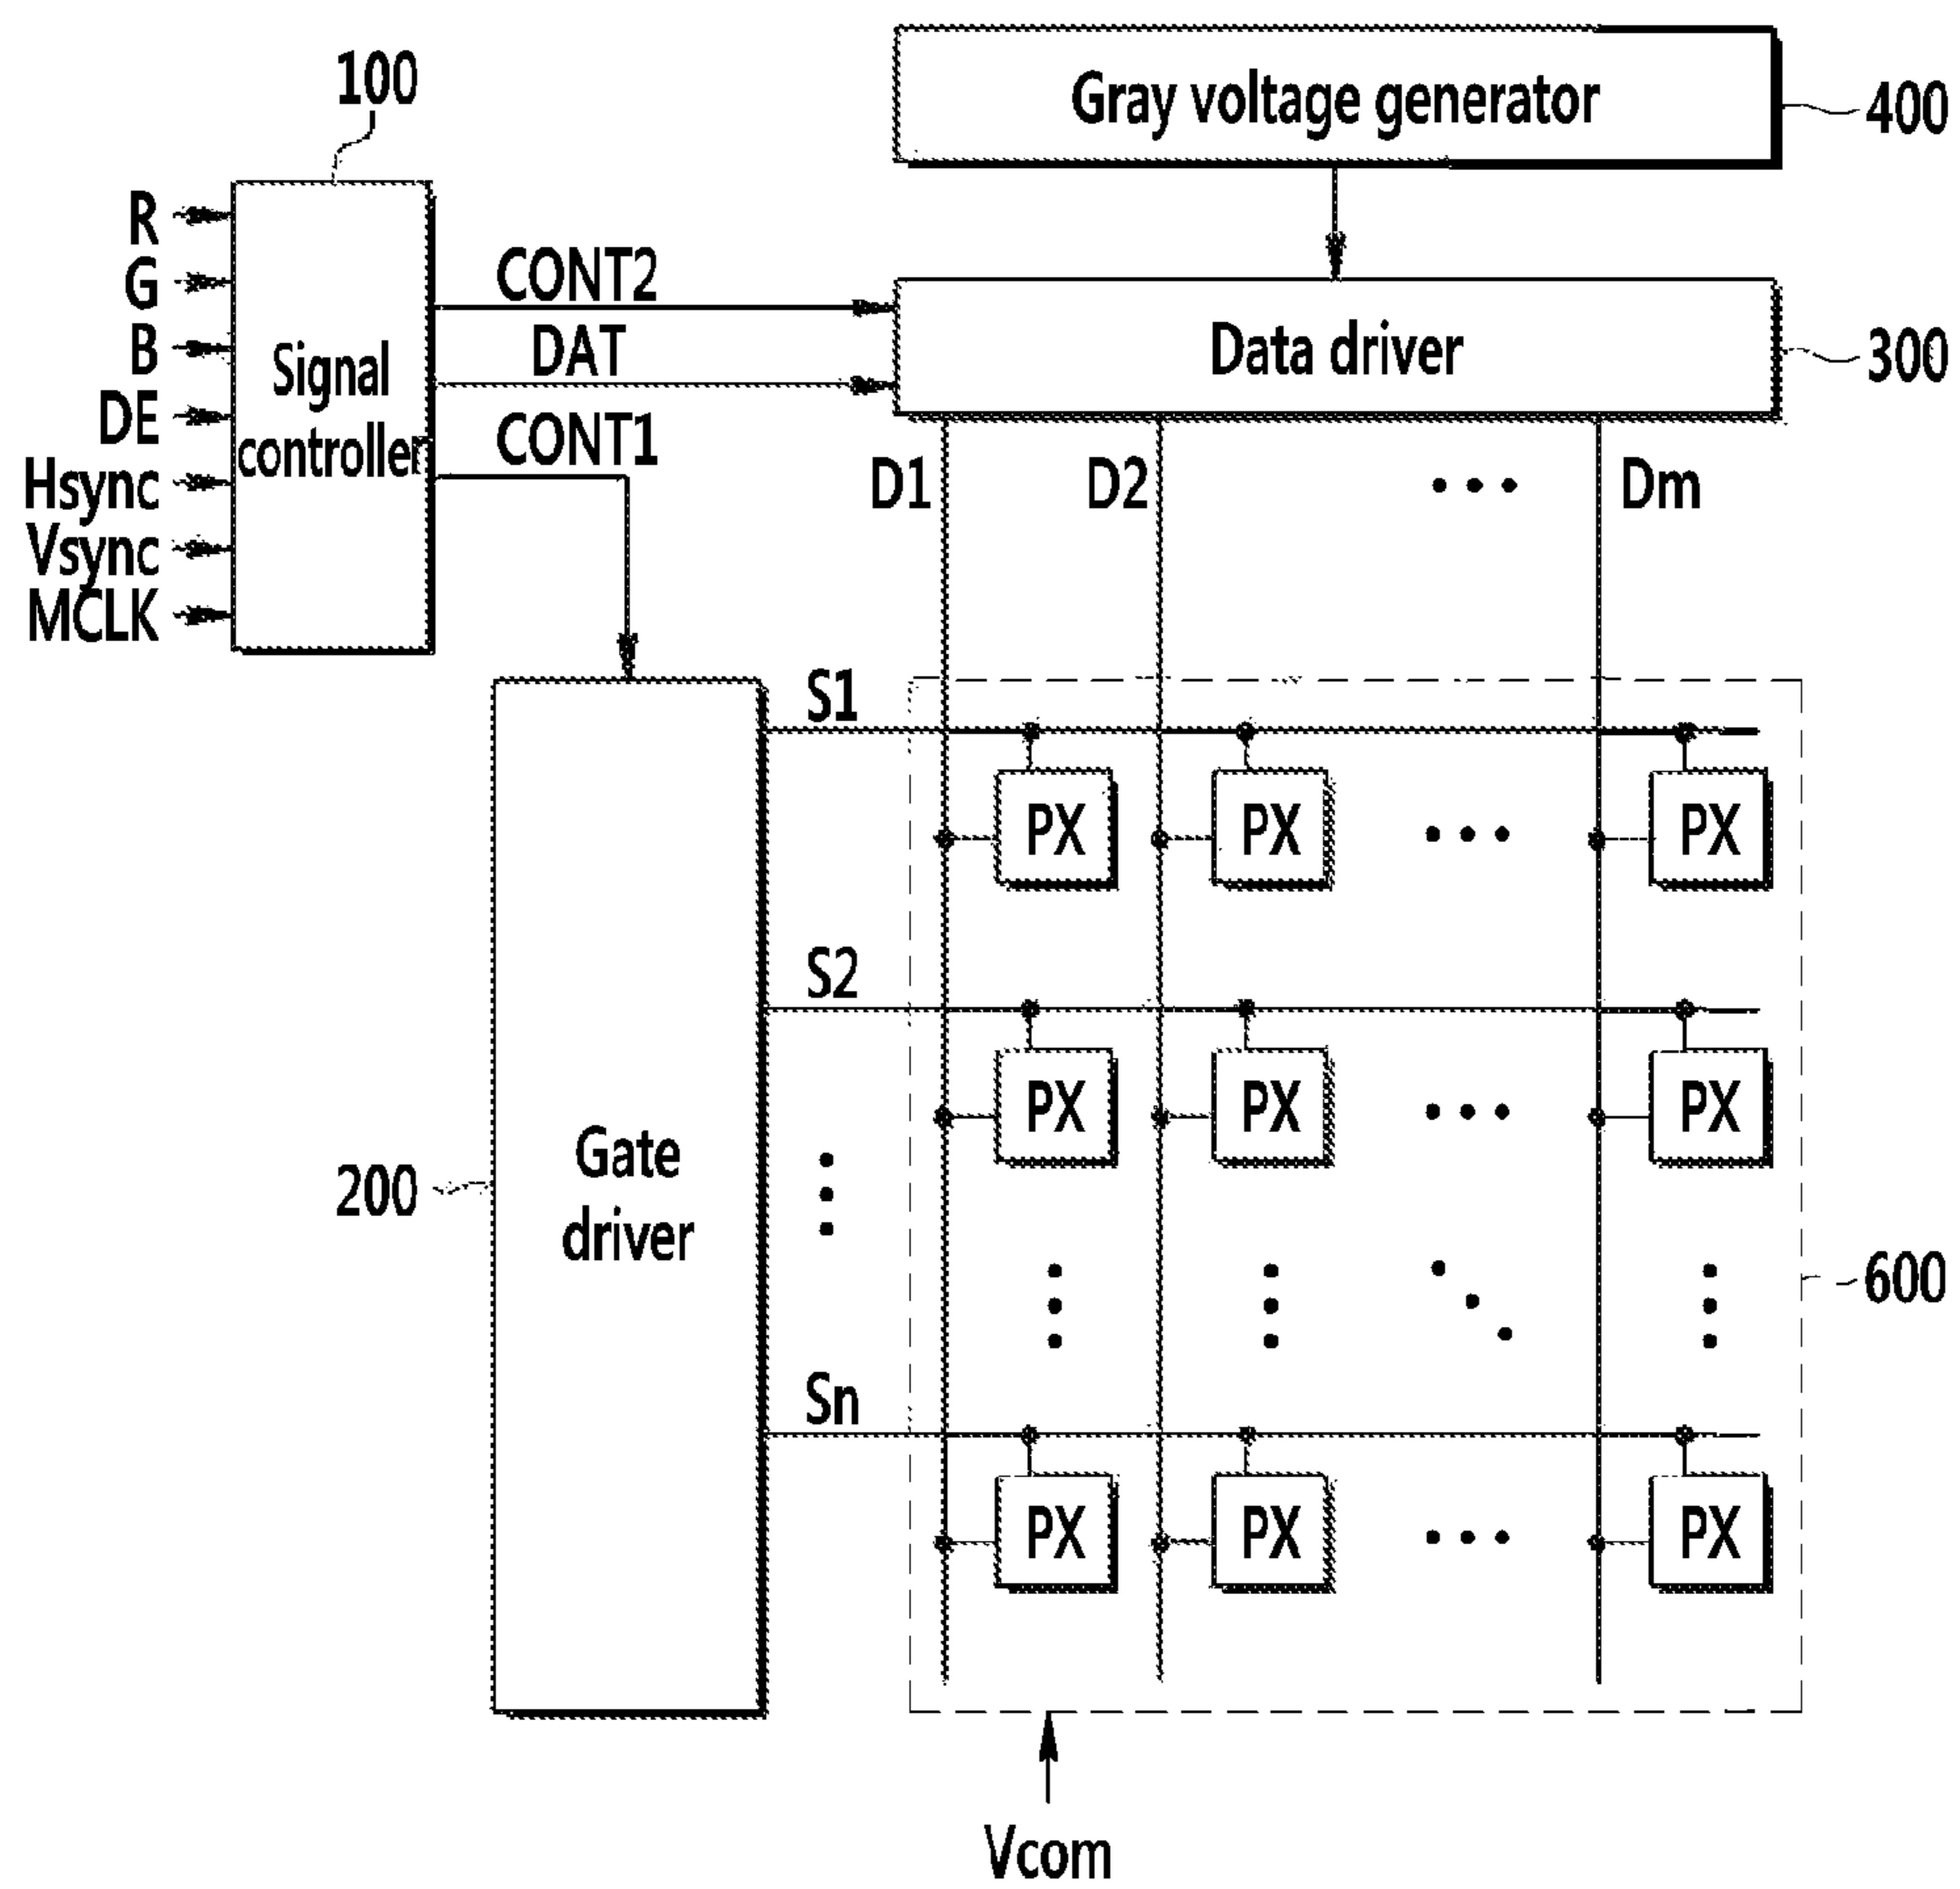 Gray voltage generator
400
100
R
G
B
DE
Hsync
Vsync
MCLK
Signal
controller
CONT2
DAT
CONT1
Data driver
300
D1
D2
Dm
S1
PX
PX
PX
S2
PX
PX
PX
200
Gate
driver
600
Sn
PX
PX
PX
Vcom